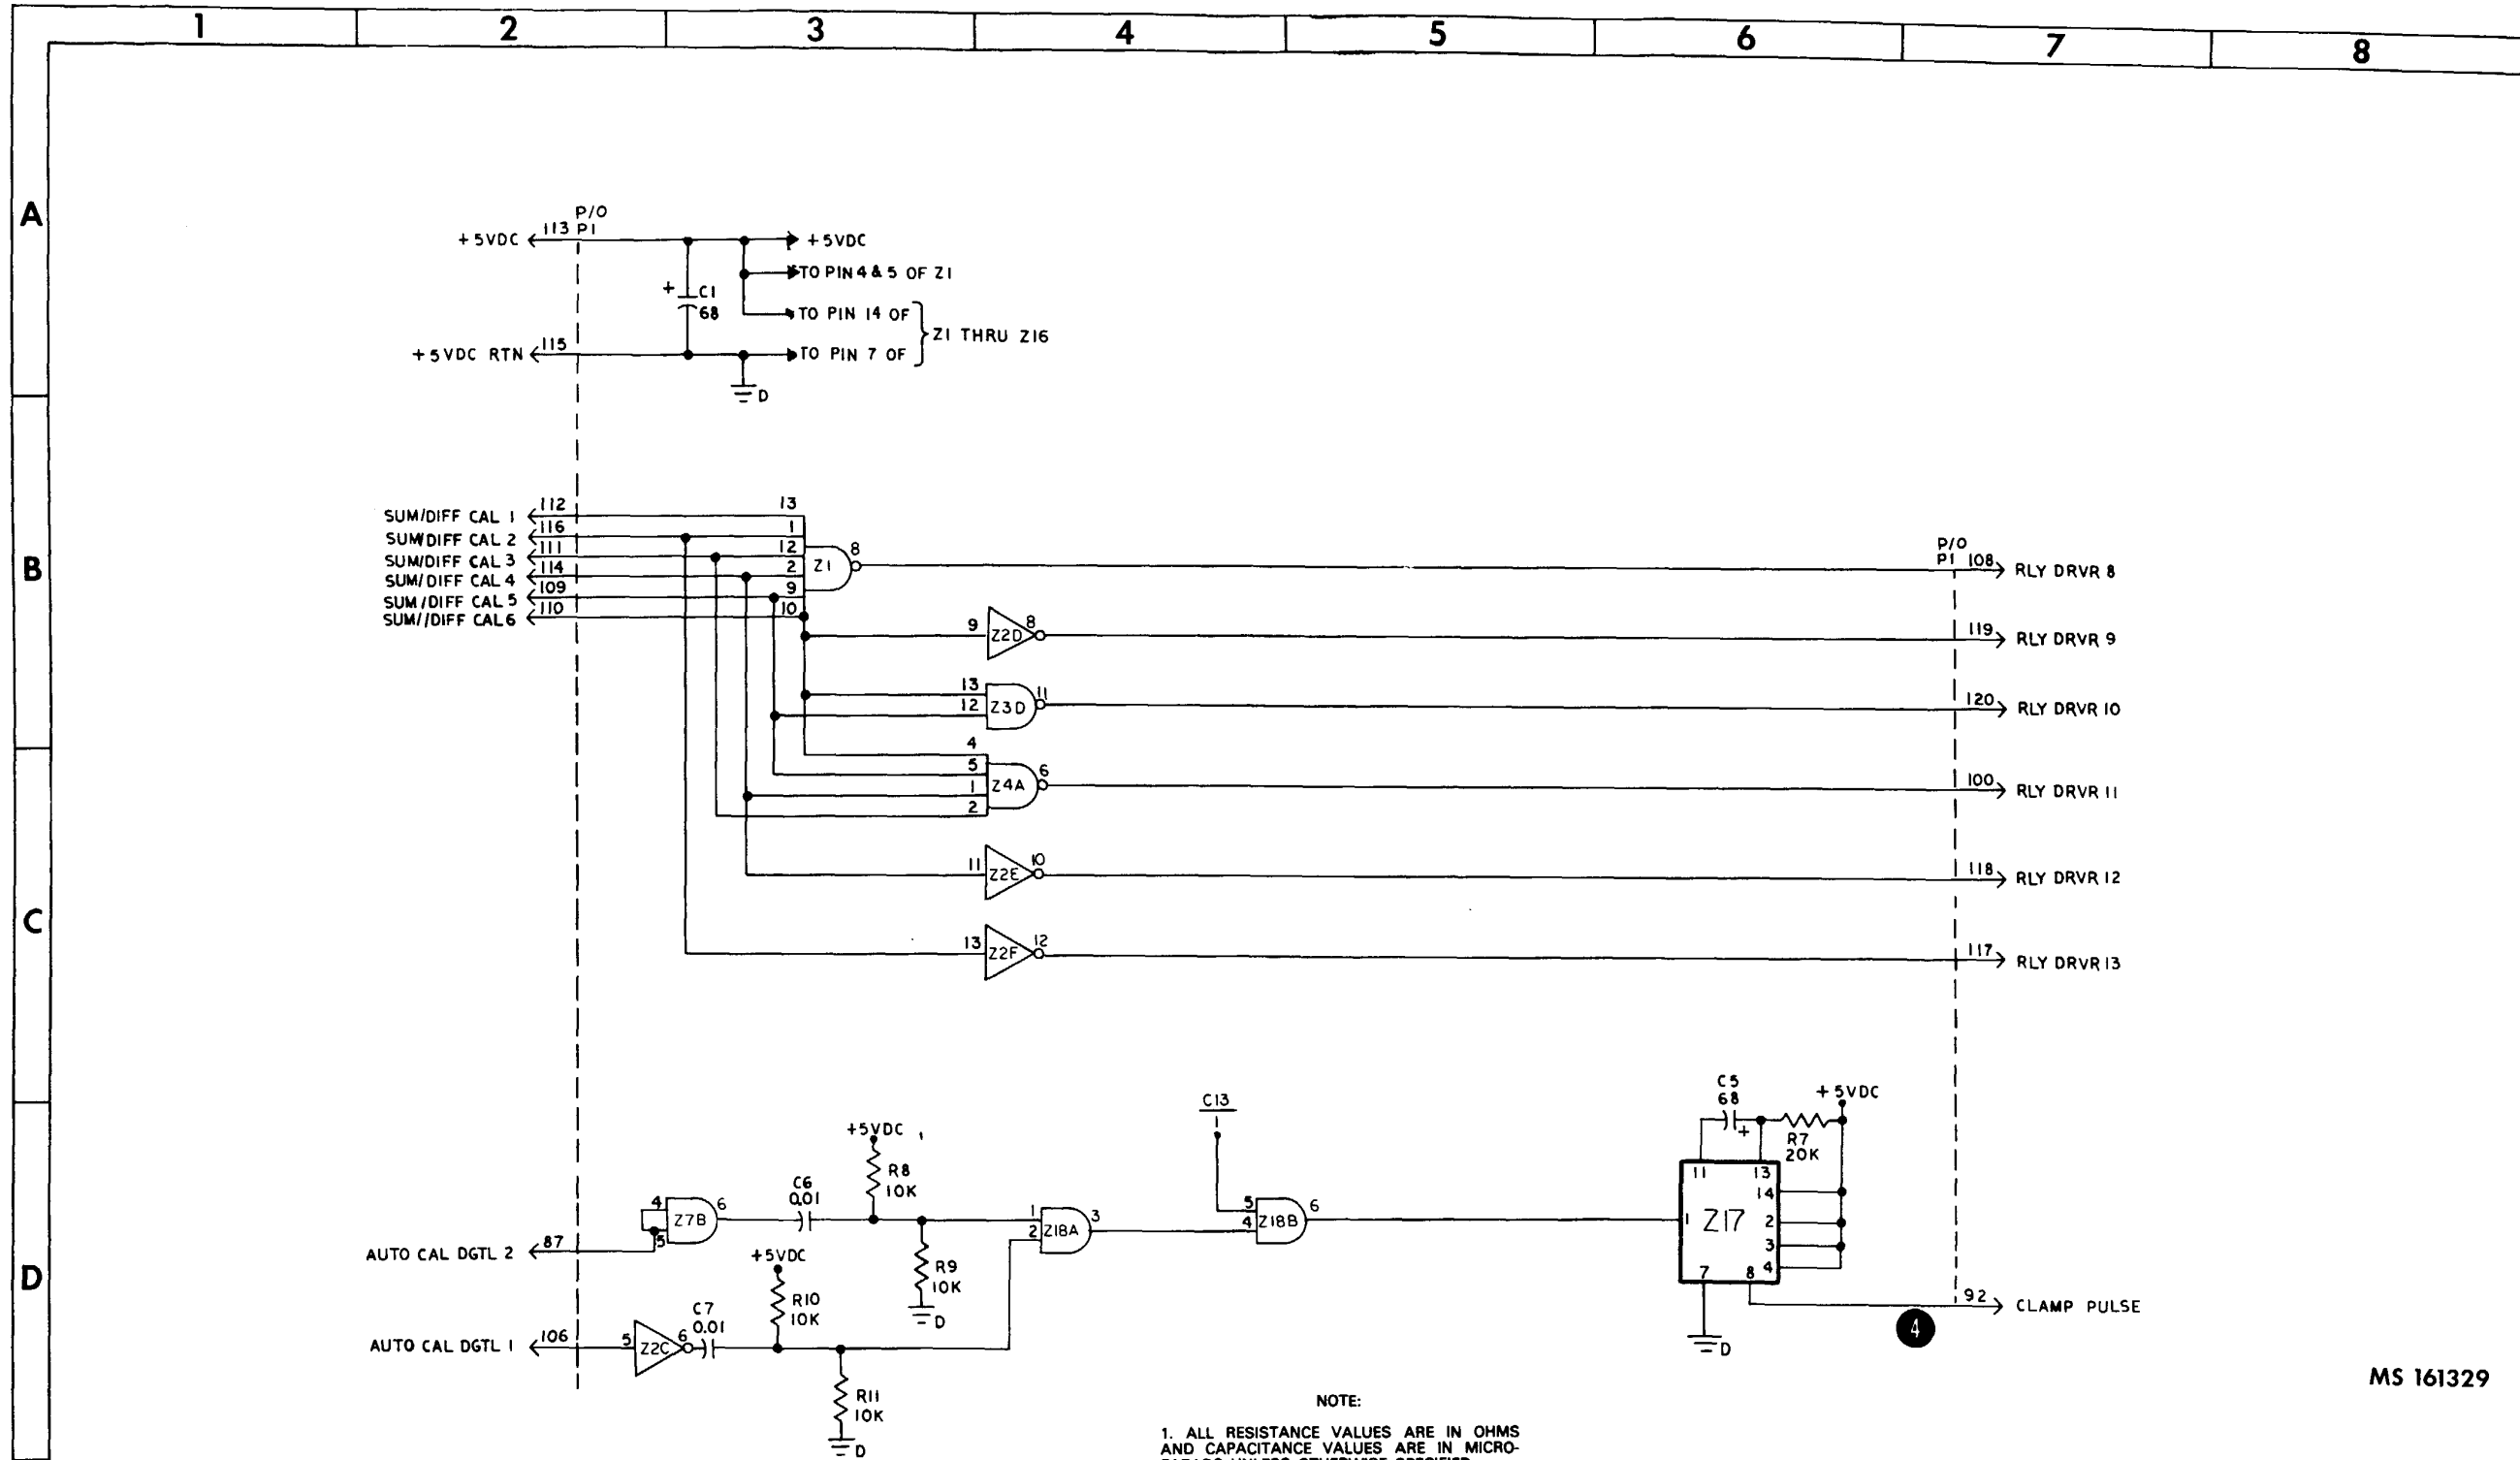 1 2 3 4 5 6 7 8
A
P/O
P1
+5VDC 113
+5VDC
TO PIN 4 & 5 OF Z1
+ C1
68
TO PIN 14 OF
Z1 THRU Z16
+5VDC RTN 115
TO PIN 7 OF
D
B
SUM/DIFF CAL 1 112 13
SUM/DIFF CAL 2 116 1
SUM/DIFF CAL 3 111 12
SUM/DIFF CAL 4 114 2
SUM/DIFF CAL 5 109 9
SUM//DIFF CAL 6 110 10
Z1 8
P/O
P1 108 RLY DRVR 8
9 Z2D 8 119 RLY DRVR 9
13
12 Z3D 11 120 RLY DRVR 10
C
4
5
1
2
Z4A 6 100 RLY DRVR 11
11 Z2E 10 118 RLY DRVR 12
13 Z2F 12 117 RLY DRVR 13
D
C13
1
C5
68
+
+5VDC
R7
20K
+5VDC
R8
10K
C6
0.01
4
5
Z7B 6
AUTO CAL DGTL 2 87
R9
10K
D
1
2
Z18A 3
5
4
Z18B 6
11 13
14
1 Z17 2
3
4
7 8
D
92 CLAMP PULSE
4
+5VDC
R10
10K
C7
0.01
AUTO CAL DGTL 1 106 5 Z2C 6
R11
10K
D
MS 161329
NOTE:
1. ALL RESISTANCE VALUES ARE IN OHMS
AND CAPACITANCE VALUES ARE IN MICRO-